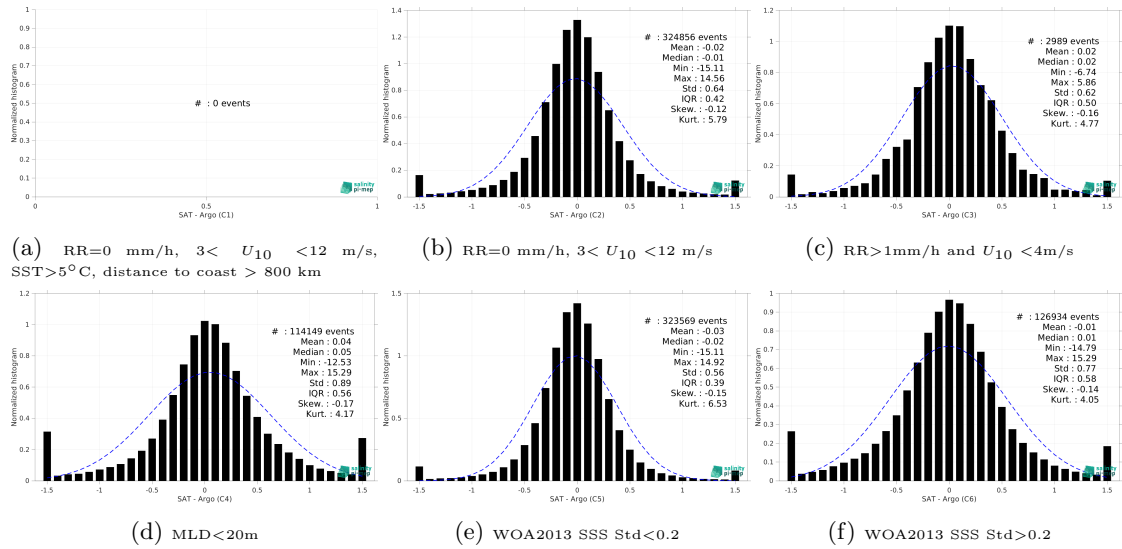 Normalized histogram
1
0.9
0.8
0.7
0.6
0.5
0.4
0.3
0.2
0.1
0
# : 0 events
0
0.5
1
SAT - Argo (C1)
salinity
pi-mep
(a) RR=0 mm/h, 3< U10 <12 m/s,
SST>5°C, distance to coast > 800 km
Normalized histogram
1.4
1.2
1
0.8
0.6
0.4
0.2
0
# : 324856 events
Mean : -0.02
Median : -0.01
Min : -15.11
Max : 14.56
Std : 0.64
IQR : 0.42
Skew. : -0.12
Kurt. : 5.79
-1.5
-1
-0.5
0
0.5
1
1.5
SAT - Argo (C2)
salinity
pi-mep
(b) RR=0 mm/h, 3< U10 <12 m/s
Normalized histogram
1.2
1
0.8
0.6
0.4
0.2
0
# : 2989 events
Mean : 0.02
Median : 0.02
Min : -6.74
Max : 5.86
Std : 0.62
IQR : 0.50
Skew. : -0.16
Kurt. : 4.77
-1.5
-1
-0.5
0
0.5
1
1.5
SAT - Argo (C3)
salinity
pi-mep
(c) RR>1mm/h and U10 <4m/s
Normalized histogram
1.2
1
0.8
0.6
0.4
0.2
0
# : 114149 events
Mean : 0.04
Median : 0.05
Min : -12.53
Max : 15.29
Std : 0.89
IQR : 0.56
Skew. : -0.17
Kurt. : 4.17
-1.5
-1
-0.5
0
0.5
1
1.5
SAT - Argo (C4)
salinity
pi-mep
(d) MLD<20m
Normalized histogram
1.5
1
0.5
0
# : 323569 events
Mean : -0.03
Median : -0.02
Min : -15.11
Max : 14.92
Std : 0.56
IQR : 0.39
Skew. : -0.15
Kurt. : 6.53
-1.5
-1
-0.5
0
0.5
1
1.5
SAT - Argo (C5)
salinity
pi-mep
(e) WOA2013 SSS Std<0.2
Normalized histogram
1
0.9
0.8
0.7
0.6
0.5
0.4
0.3
0.2
0.1
0
# : 126934 events
Mean : -0.01
Median : 0.01
Min : -14.79
Max : 15.29
Std : 0.77
IQR : 0.58
Skew. : -0.14
Kurt. : 4.05
-1.5
-1
-0.5
0
0.5
1
1.5
SAT - Argo (C6)
salinity
pi-mep
(f) WOA2013 SSS Std>0.2